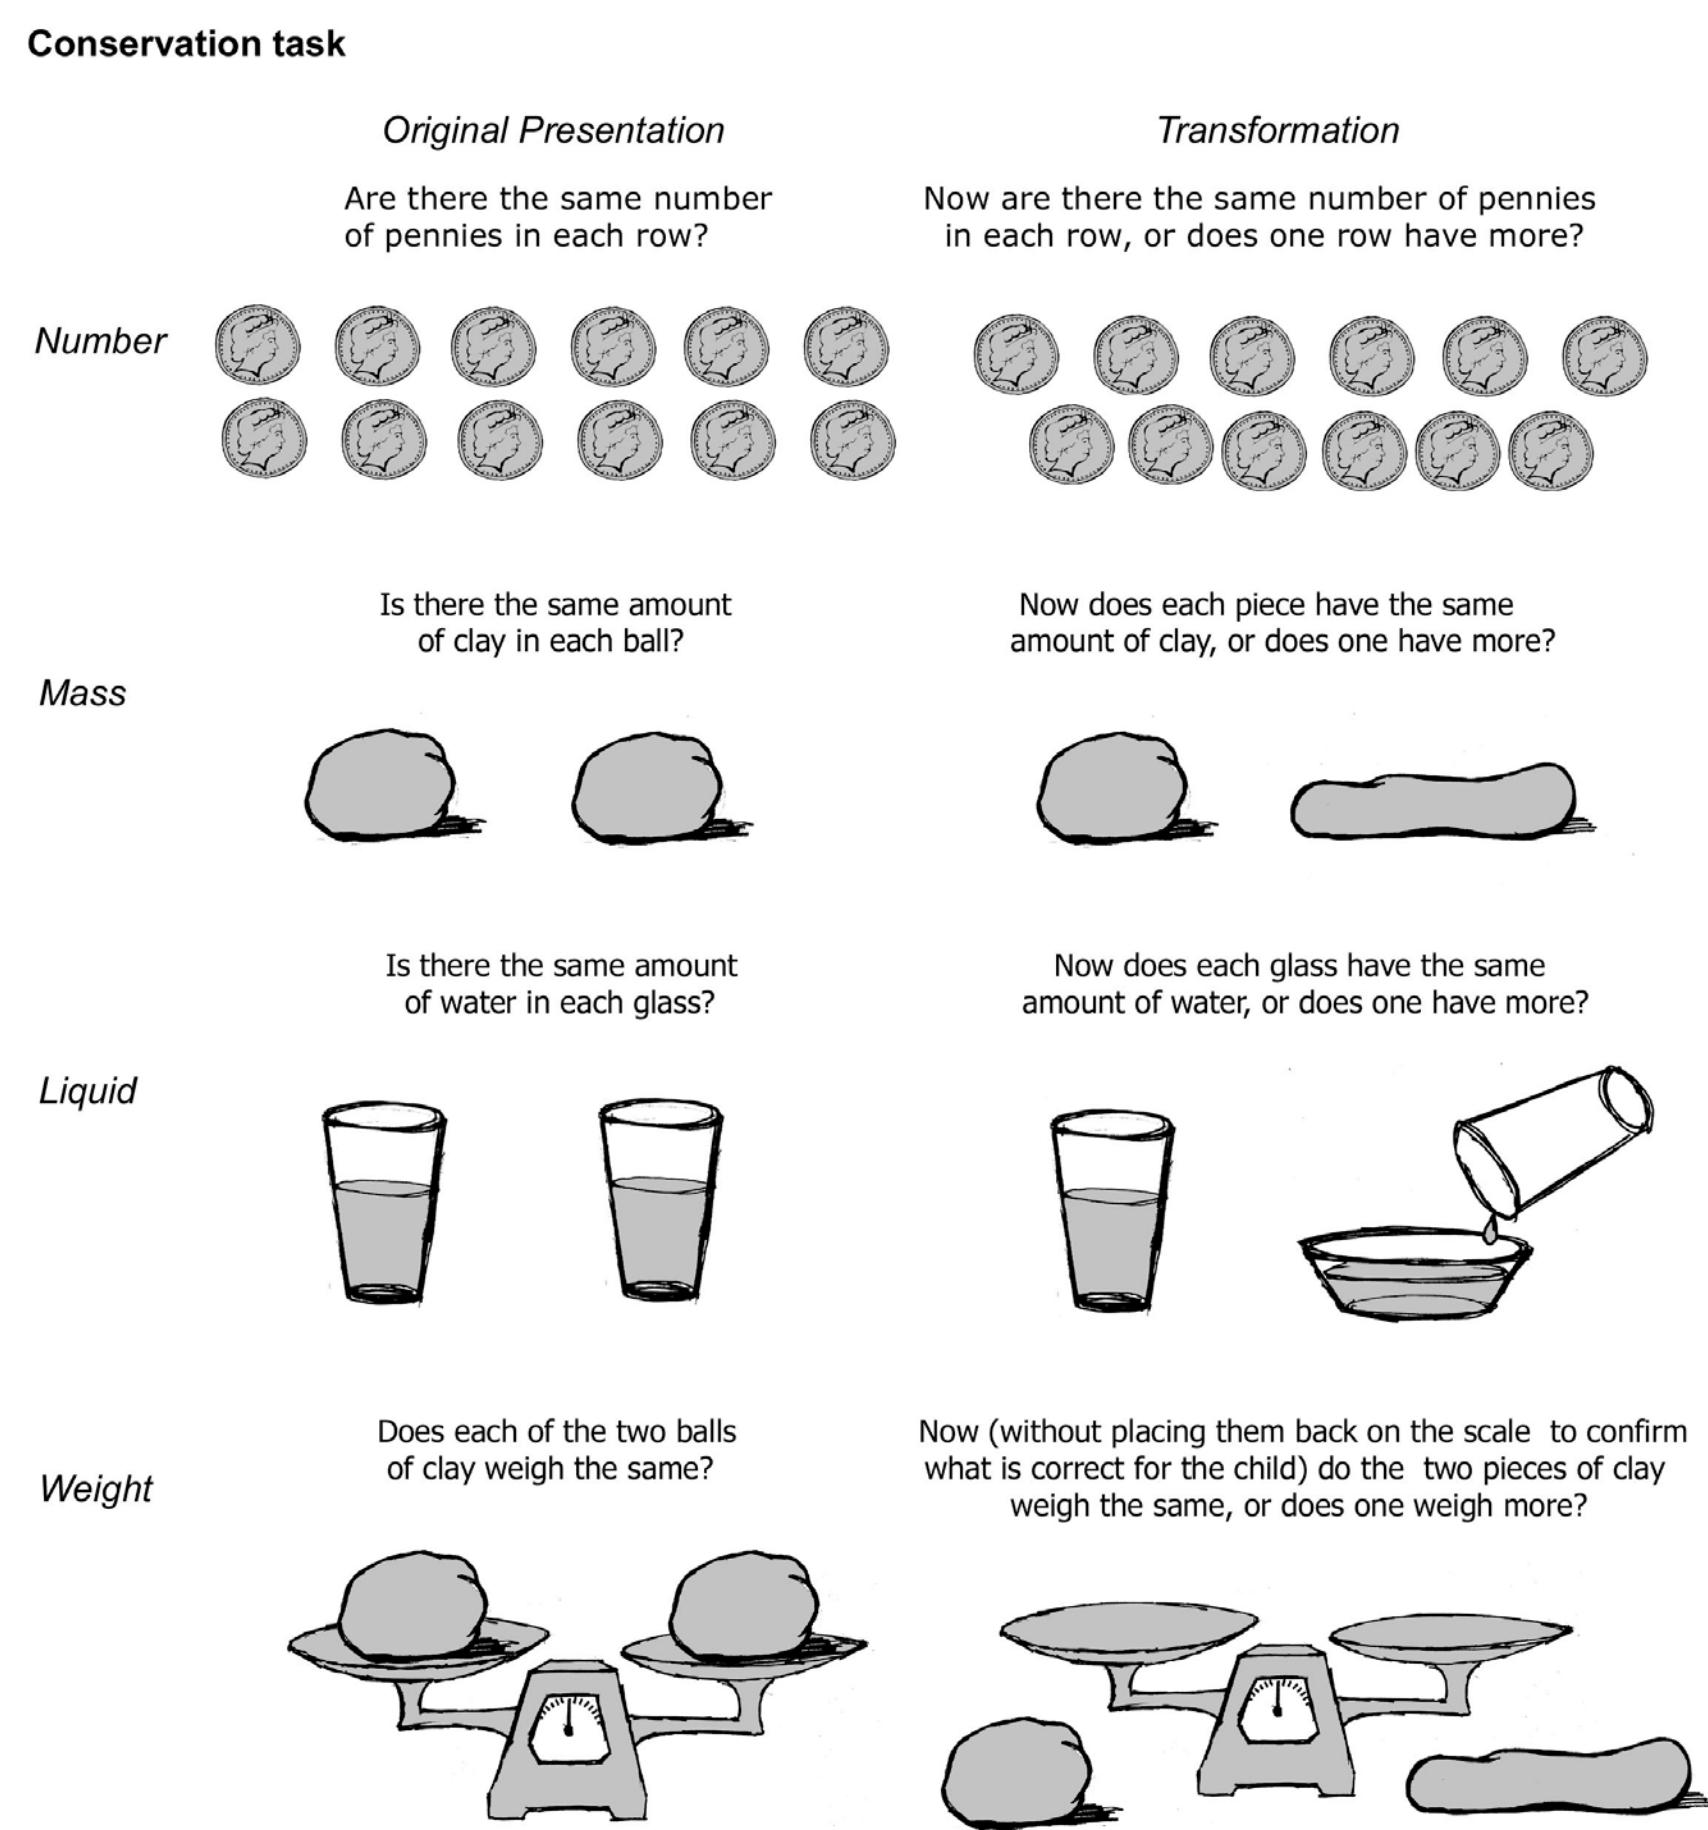 Conservation task
Original Presentation
Transformation
Are there the same number
of pennies in each row?
Now are there the same number of pennies
in each row, or does one row have more?
Number
Is there the same amount
of clay in each ball?
Now does each piece have the same
amount of clay, or does one have more?
Mass
Is there the same amount
of water in each glass?
Now does each glass have the same
amount of water, or does one have more?
Liquid
Does each of the two balls
of clay weigh the same?
Now (without placing them back on the scale to confirm
what is correct for the child) do the two pieces of clay
weigh the same, or does one weigh more?
Weight